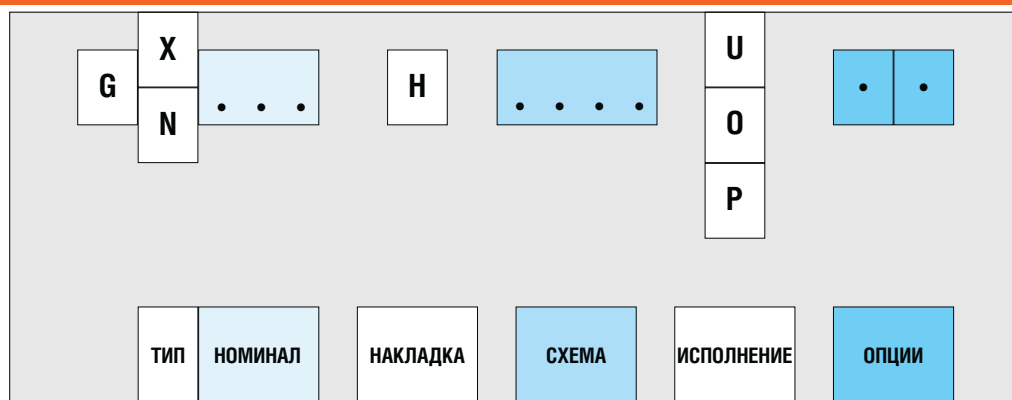 X
G
N
. . .
H
. . . .
U
O
P
. .
ТИП НОМИНАЛ НАКЛАДКА СХЕМА ИСПОЛНЕНИЕ ОПЦИИ